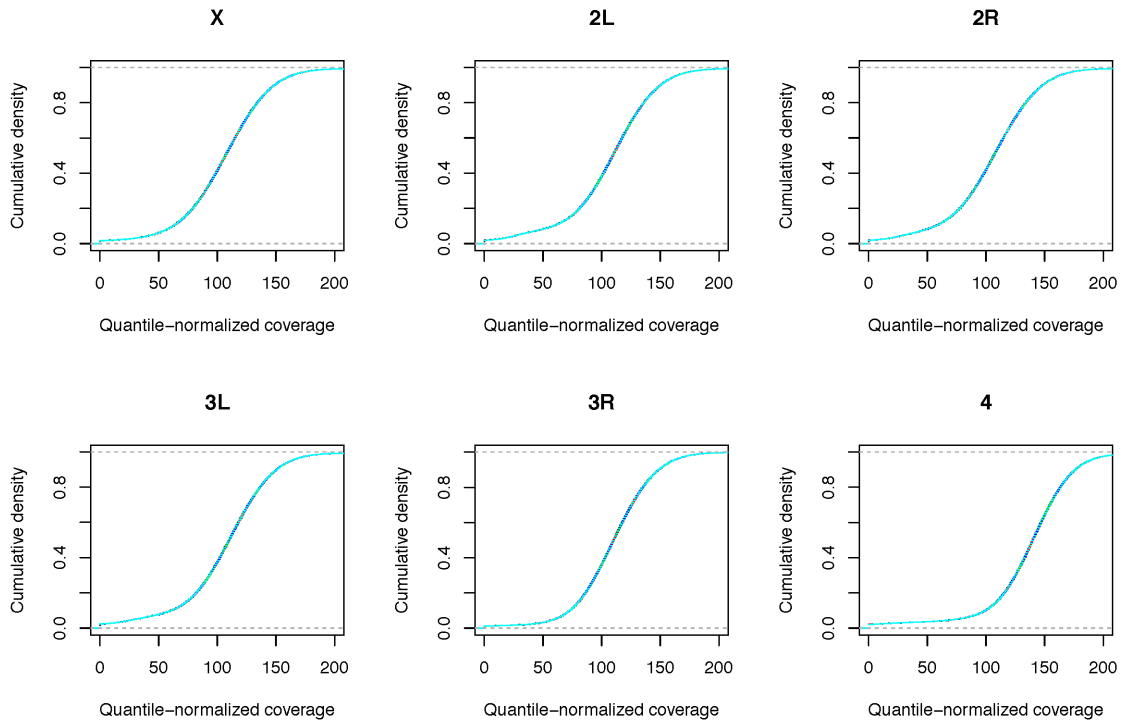 X
Cumulative density
0.0 0.4 0.8
0 50 100 150 200
Quantile−normalized coverage
2L
Cumulative density
0.0 0.4 0.8
0 50 100 150 200
Quantile−normalized coverage
2R
Cumulative density
0.0 0.4 0.8
0 50 100 150 200
Quantile−normalized coverage
3L
Cumulative density
0.0 0.4 0.8
0 50 100 150 200
Quantile−normalized coverage
3R
Cumulative density
0.0 0.4 0.8
0 50 100 150 200
Quantile−normalized coverage
4
Cumulative density
0.0 0.4 0.8
0 50 100 150 200
Quantile−normalized coverage